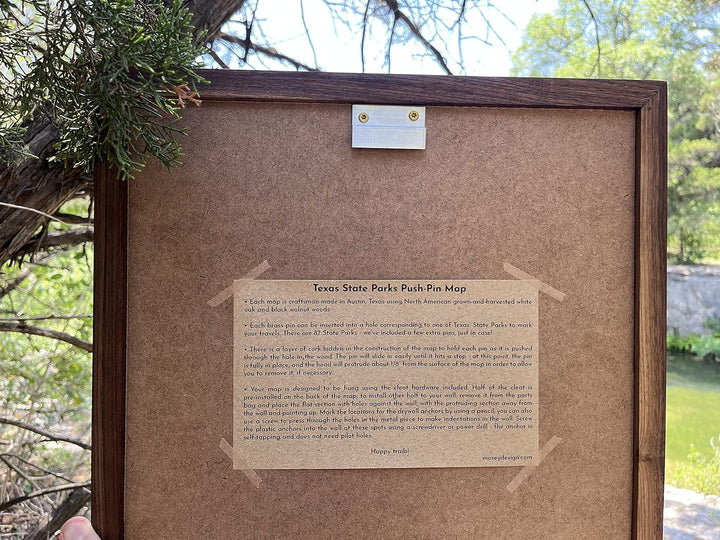 Texas State Parks Push-Pin Map
• Each map is craftsman-made in Austin, Texas using North American grown-and-harvested white
oak and black walnut woods.
• Each brass pin can be inserted into a hole corresponding to one of Texas' State Parks to mark
your travels. There are 87 State Parks - we've included a few extra pins, just in case!
• There is a layer of cork hidden in the construction of the map to hold each pin as it is pushed
through the hole in the wood. The pin will slide in easily until it hits a stop - at this point, the pin
is fully in place, and the head will protrude about 1/8" from the surface of the map in order to allow
you to remove it, if necessary.
• Your map is designed to be hung using the cleat hardware included. Half of the cleat is
pre-installed on the back of the map; to install other half to your wall, remove it from the parts
bag and place the flat section with holes against the wall, with the protruding section away from
the wall and pointing up. Mark the locations for the drywall anchors by using a pencil; you can also
use a screw to press through the holes in the metal piece to make indentations in the wall. Screw
the plastic anchors into the wall at these spots using a screwdriver or power drill - the anchor is
self-tapping and does not need pilot holes.
Happy trails!
moseydesign.com